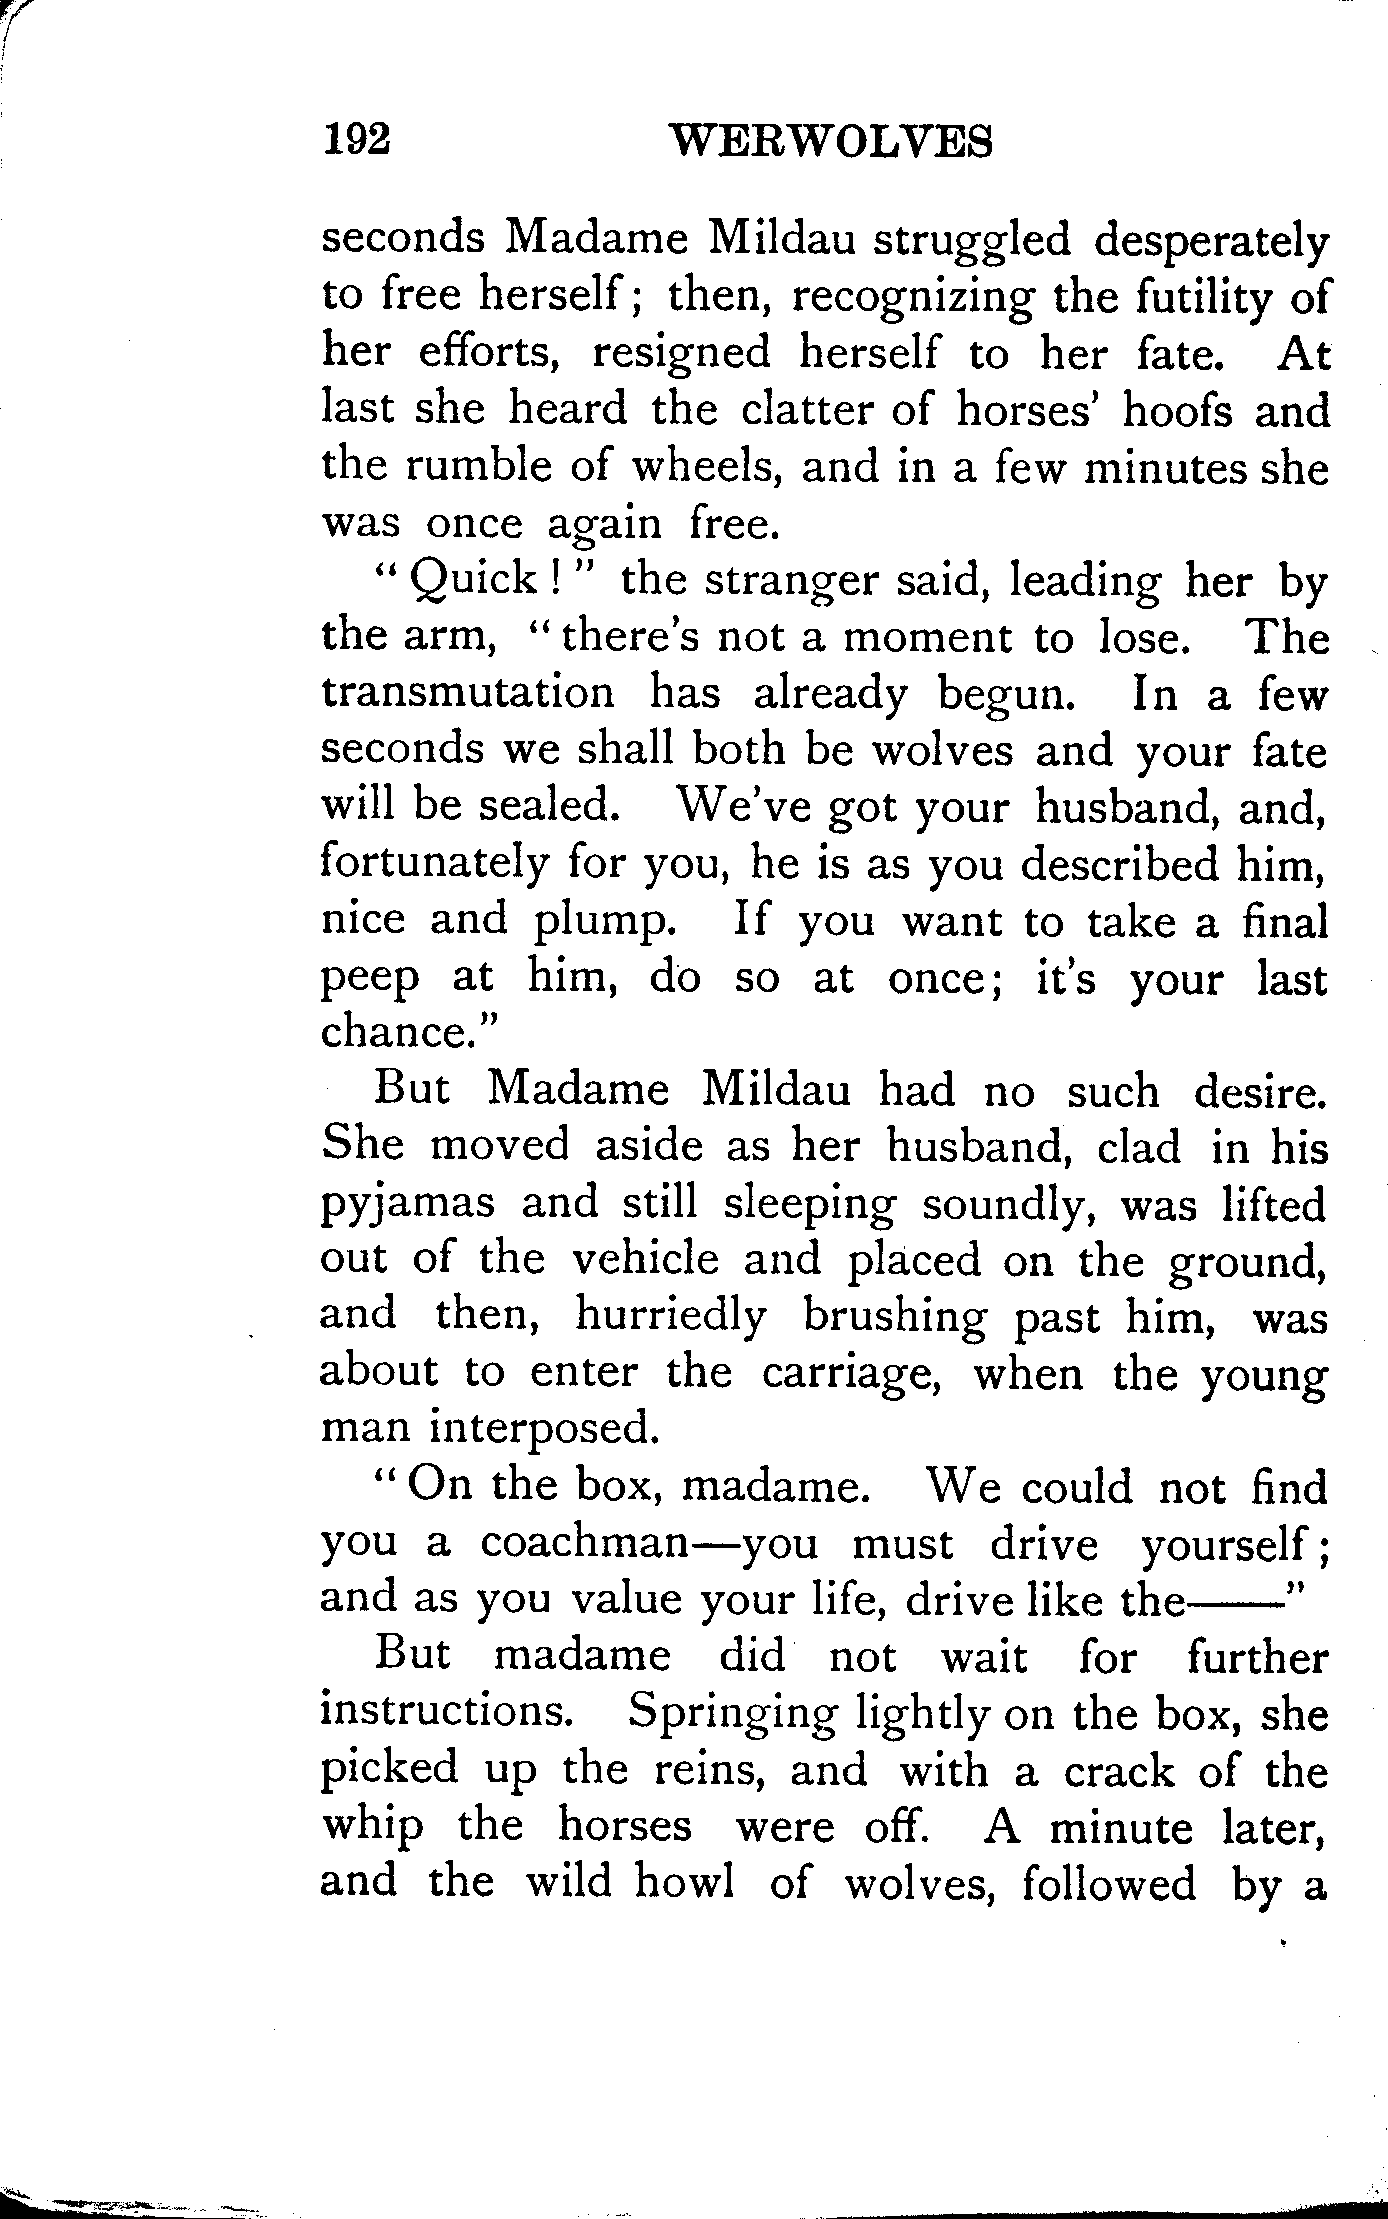 192 WERWOLVES
seconds Madame Mildau struggled desperately
to free herself; then, recognizing the futility of
her efforts, resigned herself to her fate. At
last she heard the clatter of horses' hoofs and
the rumble of wheels, and in a few minutes she
was once again free.
"Quick!" the stranger said, leading her by
the arm, "there's not a moment to lose. The
transmutation has already begun. In a few
seconds we shall both be wolves and your fate
will be sealed. We've got your husband, and,
fortunately for you, he is as you described him,
nice and plump. If you want to take a final
peep at him, do so at once; it's your last
chance."
But Madame Mildau had no such desire.
She moved aside as her husband, clad in his
pyjamas and still sleeping soundly, was lifted
out of the vehicle and placed on the ground,
and then, hurriedly brushing past him, was
about to enter the carriage, when the young
man interposed.
"On the box, madame. We could not find
you a coachman—you must drive yourself;
and as you value your life, drive like the——"
But madame did not wait for further
instructions. Springing lightly on the box, she
picked up the reins, and with a crack of the
whip the horses were off. A minute later,
and the wild howl of wolves, followed by a